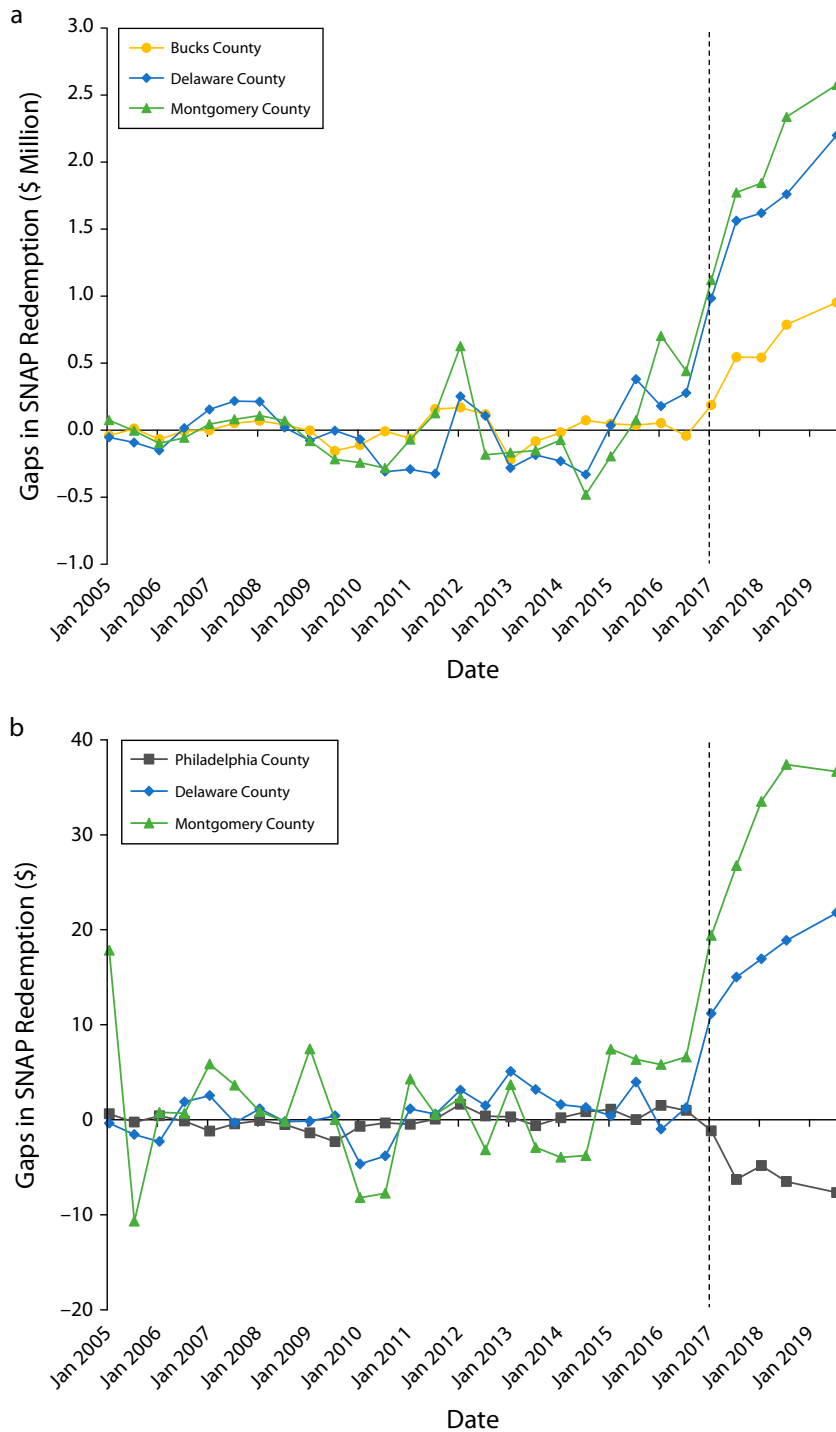 a
3.0
2.5
2.0
1.5
1.0
0.5
0.0
−0.5
−1.0
Gaps in SNAP Redemption ($ Million)
Bucks County
Delaware County
Montgomery County
Jan 2005
Jan 2006
Jan 2007
Jan 2008
Jan 2009
Jan 2010
Jan 2011
Jan 2012
Jan 2013
Jan 2014
Jan 2015
Jan 2016
Jan 2017
Jan 2018
Jan 2019
Date
b
40
30
20
10
0
−10
−20
Gaps in SNAP Redemption ($)
Philadelphia County
Delaware County
Montgomery County
Jan 2005
Jan 2006
Jan 2007
Jan 2008
Jan 2009
Jan 2010
Jan 2011
Jan 2012
Jan 2013
Jan 2014
Jan 2015
Jan 2016
Jan 2017
Jan 2018
Jan 2019
Date